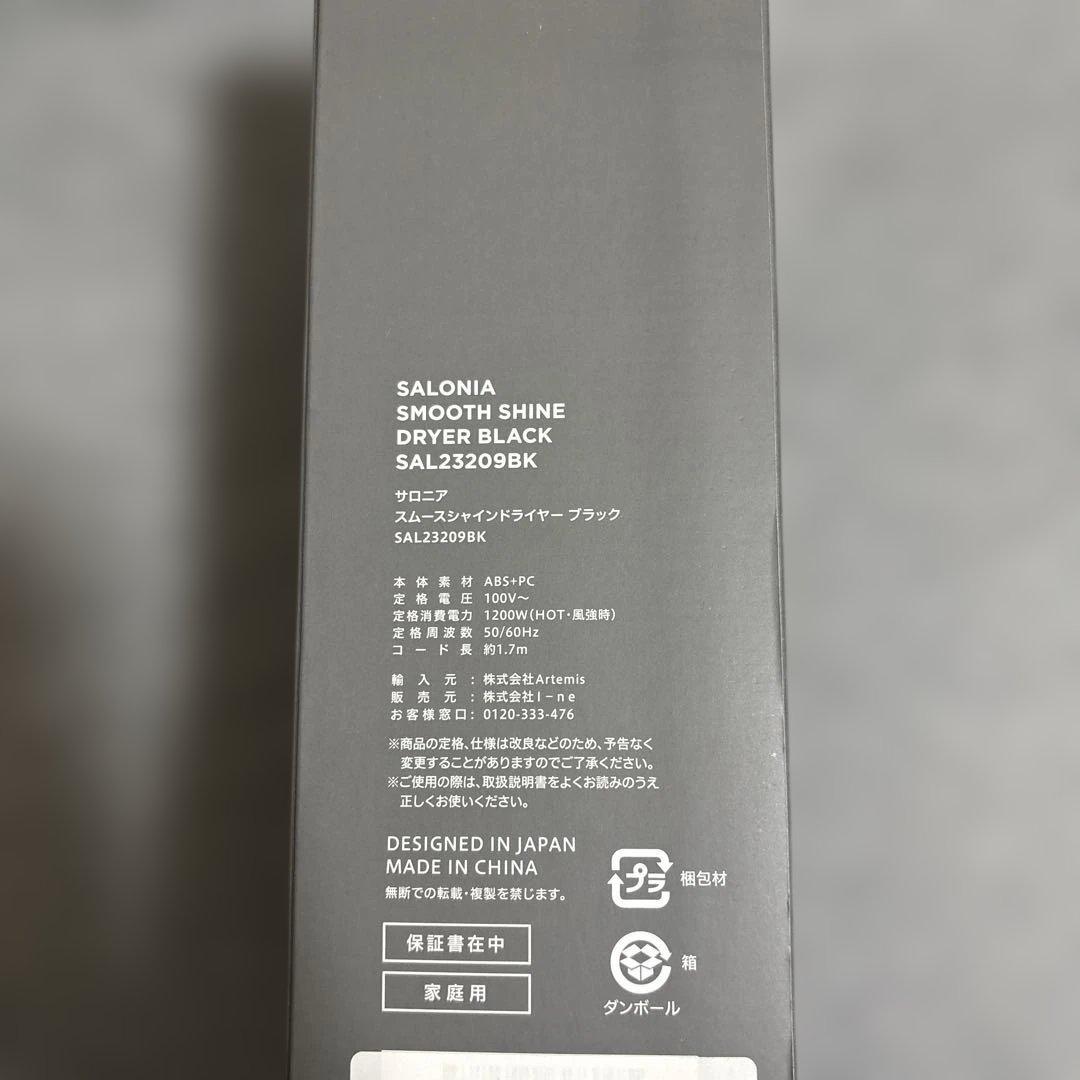 SALONIA
SMOOTH SHINE
DRYER BLACK
SAL23209BK
サロニア
スムースシャインドライヤー ブラック
SAL23209BK
本体素材 ABS+PC
定格電圧 100V～
定格消費電力 1200W（HOT・風強時）
定格周波数 50/60Hz
コード長 約1.7m
輸入元：株式会社Artemis
販売元：株式会社I－ne
お客様窓口：0120-333-476
※商品の定格、仕様は改良などのため、予告なく
変更することがありますのでご了承ください。
※ご使用の際は、取扱説明書をよくお読みのうえ
正しくお使いください。
DESIGNED IN JAPAN
MADE IN CHINA
無断での転載・複製を禁じます。
プラ 梱包材
保証書在中
箱
家庭用
ダンボール